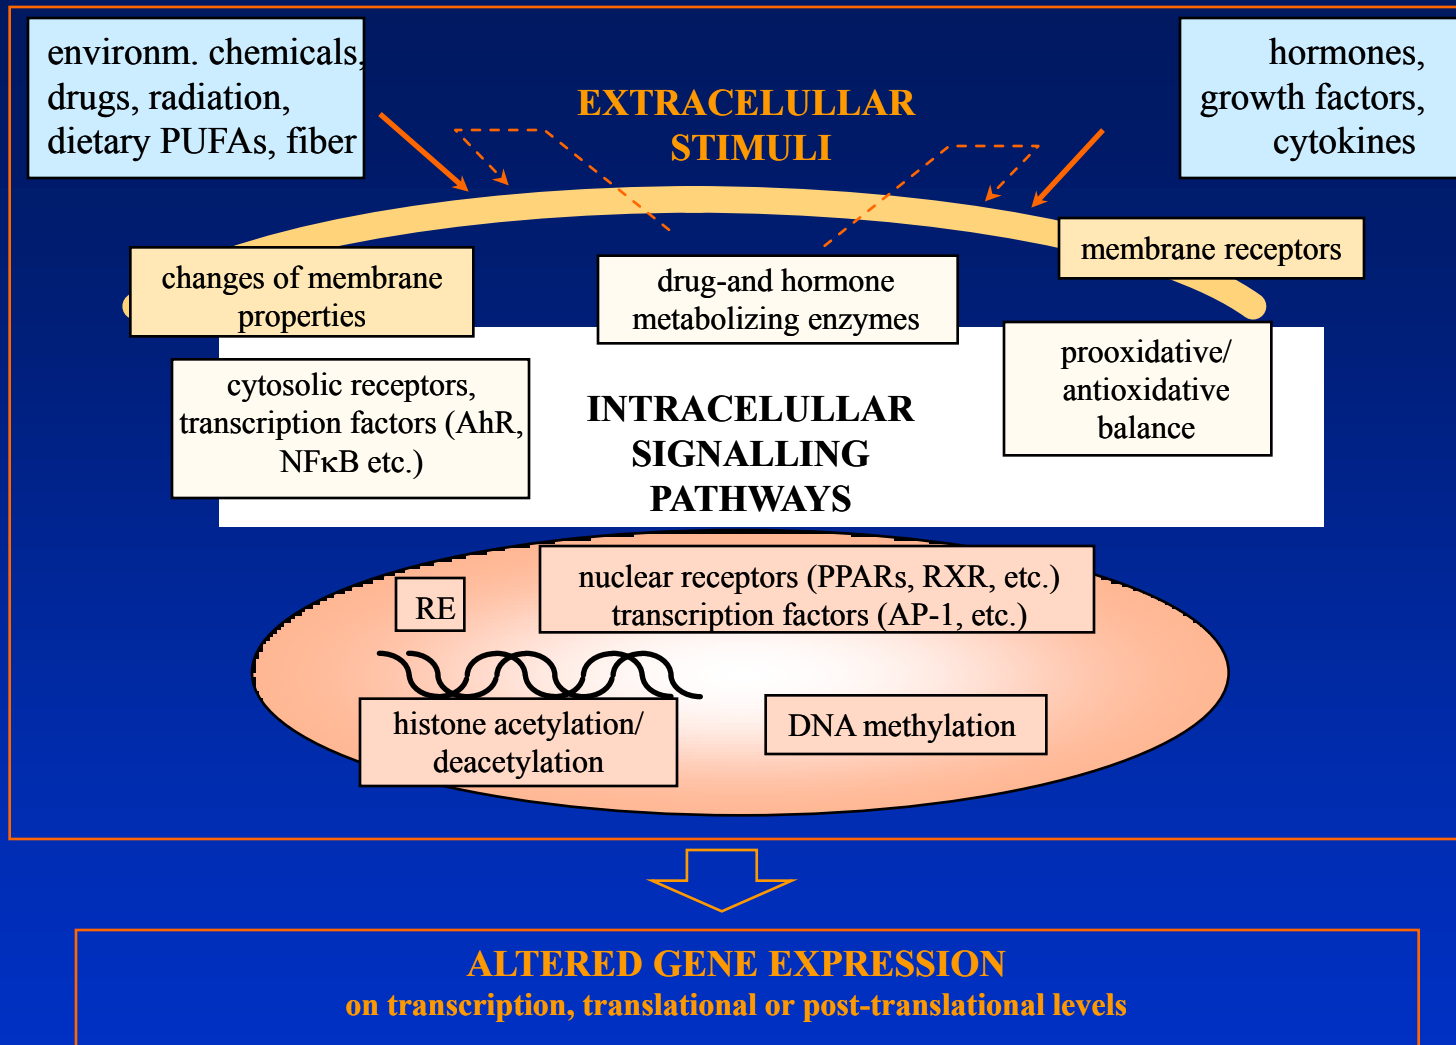 environm. chemicals,
drugs, radiation,
dietary PUFAs, fiber
EXTRACELULLAR
STIMULI
hormones,
growth factors,
cytokines
changes of membrane
properties
drug-and hormone
metabolizing enzymes
membrane receptors
cytosolic receptors,
transcription factors (AhR,
NFκB etc.)
INTRACELULLAR
SIGNALLING
PATHWAYS
prooxidative/
antioxidative
balance
RE
nuclear receptors (PPARs, RXR, etc.)
transcription factors (AP-1, etc.)
histone acetylation/
deacetylation
DNA methylation
ALTERED GENE EXPRESSION
on transcription, translational or post-translational levels